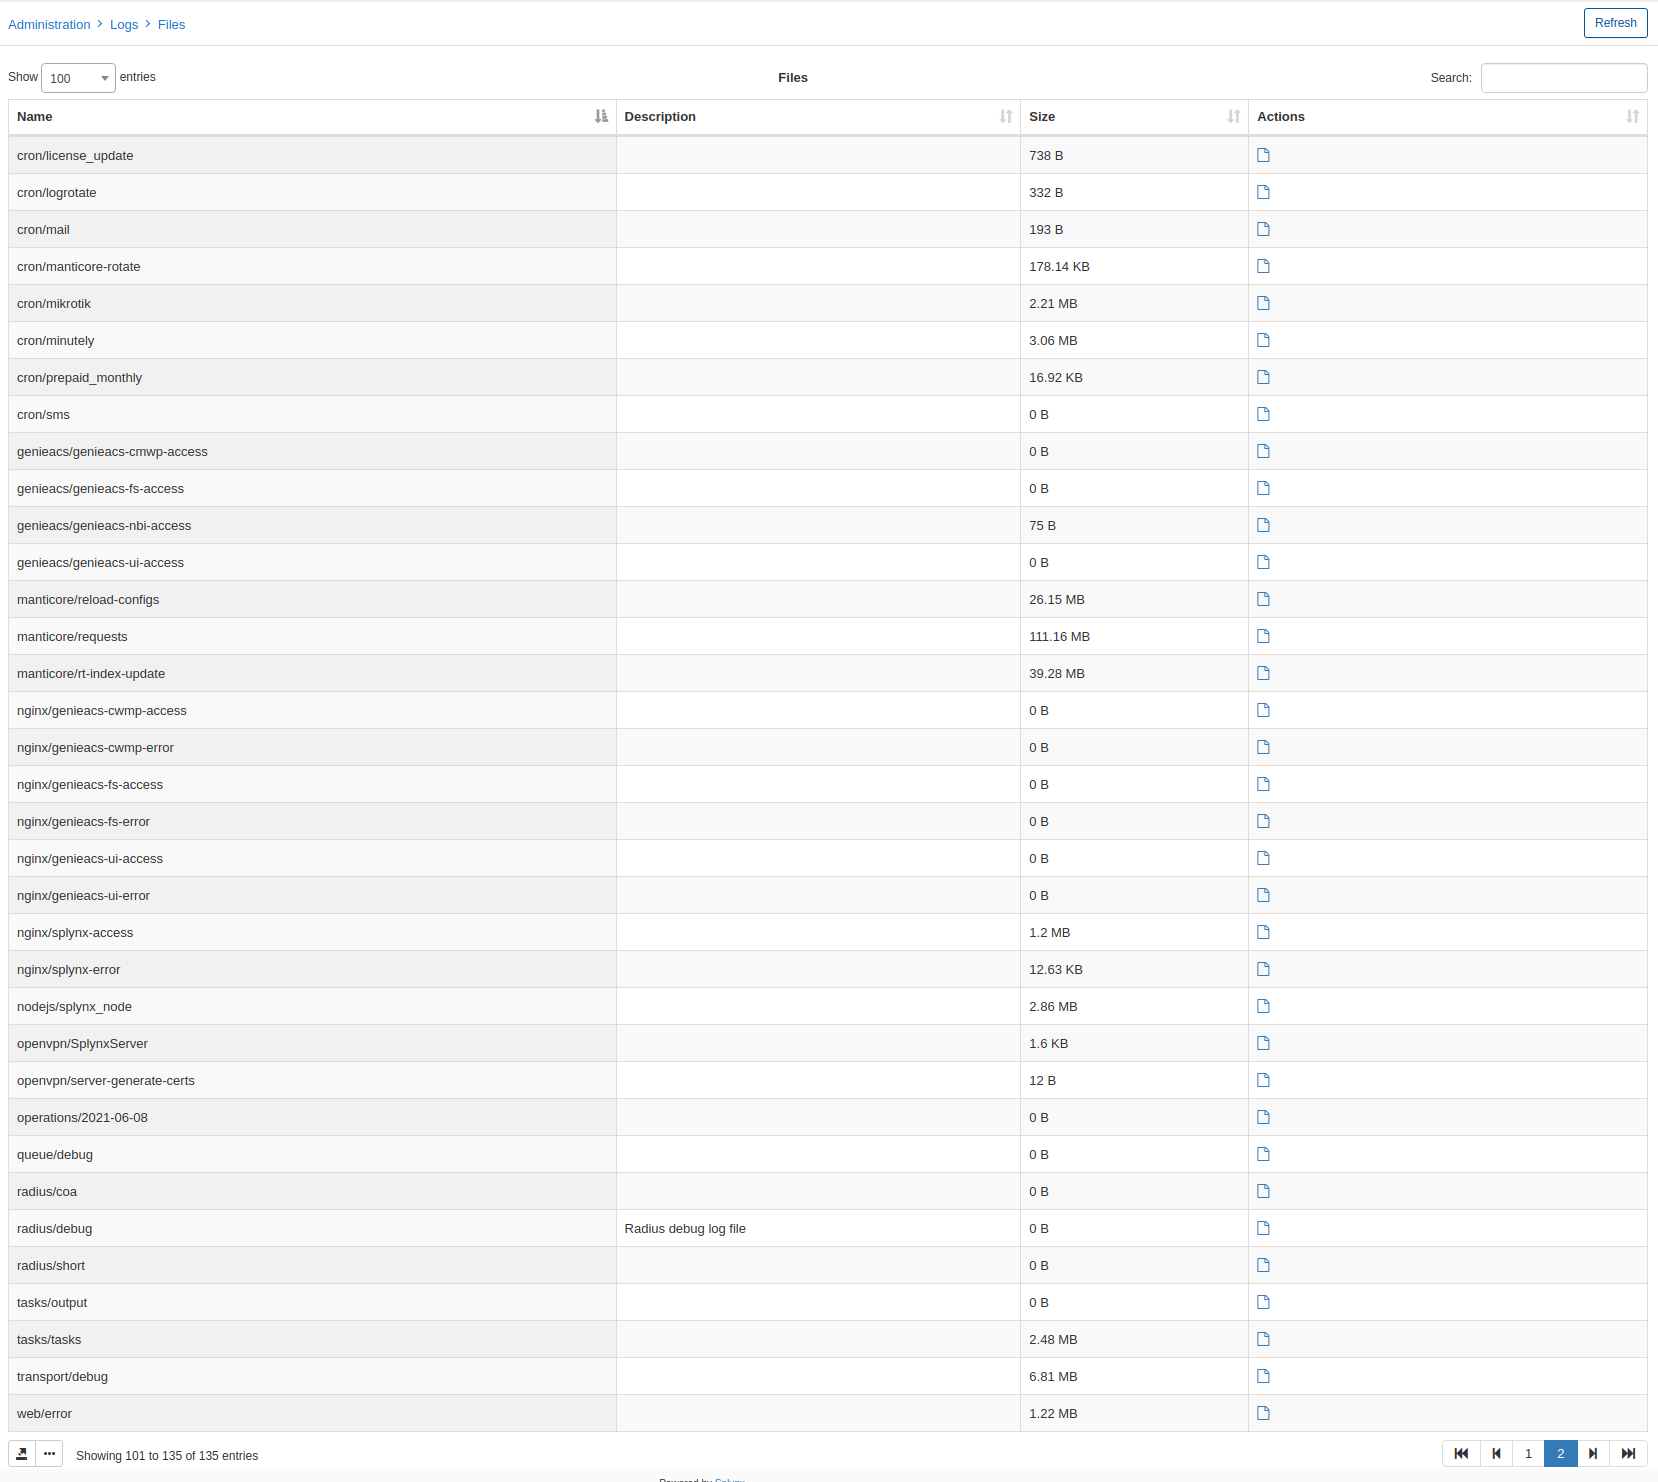 Administration > Logs > Files Refresh
Show 100 entries Files Search:
Name Description Size Actions
cron/license_update 738 B
cron/logrotate 332 B
cron/mail 193 B
cron/manticore-rotate 178.14 KB
cron/mikrotik 2.21 MB
cron/minutely 3.06 MB
cron/prepaid_monthly 16.92 KB
cron/sms 0 B
genieacs/genieacs-cmwp-access 0 B
genieacs/genieacs-fs-access 0 B
genieacs/genieacs-nbi-access 75 B
genieacs/genieacs-ui-access 0 B
manticore/reload-configs 26.15 MB
manticore/requests 111.16 MB
manticore/rt-index-update 39.28 MB
nginx/genieacs-cwmp-access 0 B
nginx/genieacs-cwmp-error 0 B
nginx/genieacs-fs-access 0 B
nginx/genieacs-fs-error 0 B
nginx/genieacs-ui-access 0 B
nginx/genieacs-ui-error 0 B
nginx/splynx-access 1.2 MB
nginx/splynx-error 12.63 KB
nodejs/splynx_node 2.86 MB
openvpn/SplynxServer 1.6 KB
openvpn/server-generate-certs 12 B
operations/2021-06-08 0 B
queue/debug 0 B
radius/coa 0 B
radius/debug Radius debug log file 0 B
radius/short 0 B
tasks/output 0 B
tasks/tasks 2.48 MB
transport/debug 6.81 MB
web/error 1.22 MB
Showing 101 to 135 of 135 entries 1 2
Powered by Splynx